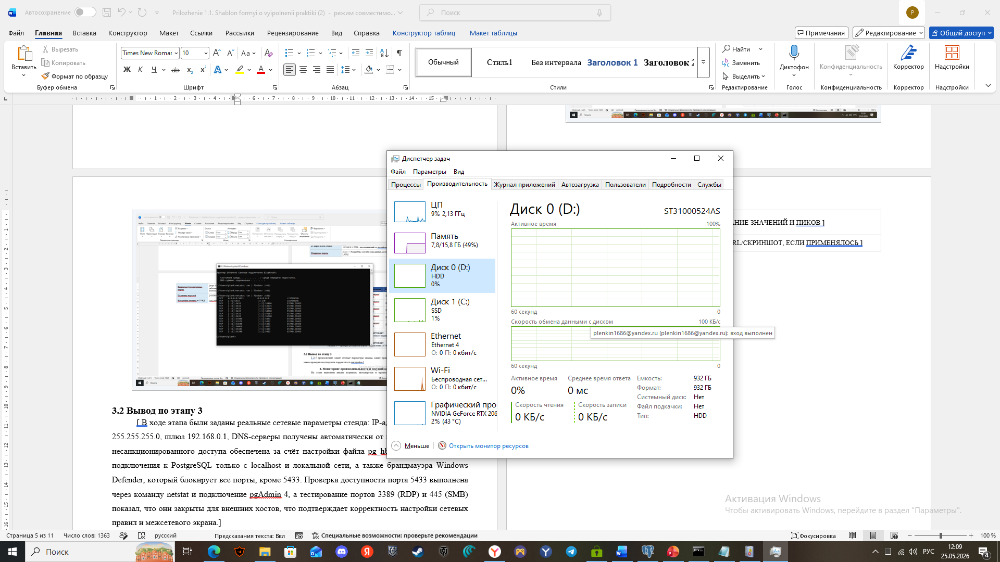 Автосохранение
Prilozhenie 1.1. Shablon formyi o vyipolnenii praktiki (2) - режим совместимо...
Поиск
P
Файл Главная Вставка Конструктор Макет Ссылки Рассылки Рецензирование Вид Справка Конструктор таблиц Макет таблицы
Примечания Редактирование Общий доступ
Вставить
Вырезать
Копировать
Формат по образцу
Буфер обмена
Times New Roman 10
Шрифт
Абзац
Обычный Стиль1 Без интервала Заголовок 1 Заголовок 2
Стили
Найти
Заменить
Выделить
Редактирование
Диктофон
Голос
Конфиденциальность
Конфиденциальность
Корректор
Корректор
Надстройки
Надстройки
3.2 Вывод по этапу 3
[ В ходе этапа были заданы реальные сетевые параметры стенда:
255.255.255.0, шлюз 192.168.0.1, DNS-серверы получены автоматически от
несанкционированного доступа обеспечена за счёт настройки файла
подключения к PostgreSQL только с localhost и локальной сети, а также брандмауэра Windows
Defender, который блокирует все порты, кроме 5433. Проверка доступности порта 5433 выполнена
через команду netstat и подключение pgAdmin 4, а тестирование портов 3389 (RDP) и 445 (SMB)
показал, что они закрыты для внешних хостов, что подтверждает корректность настройки сетевых
правил и межсетевого экрана.]
Диспетчер задач
Файл Параметры Вид
Процессы Производительность Журнал приложений Автозагрузка Пользователи Подробности Службы
ЦП
9% 2,13 ГГц
Память
7,8/15,8 ГБ (49%)
Диск 0 (D:)
HDD
0%
Диск 1 (C:)
SSD
1%
Ethernet
Ethernet 4
О: 0 П: 0 кбит/с
Wi-Fi
Беспроводная сет...
О: 0 П: 0 кбит/с
Графический про
NVIDIA GeForce RTX 206
2% (43 °C)
Диск 0 (D:) ST31000524AS
Активное время 100%
60 секунд 0
Скорость обмена данными с диском 100 КБ/с
plenkin1686@yandex.ru (plenkin1686@yandex.ru): вход выполнен
60 секунд 0
Активное время
0%
Среднее время ответа
0 мс
Скорость чтения
0 КБ/с
Скорость записи
0 КБ/с
Емкость: 932 ГБ
Формат: 932 ГБ
Системный диск: Нет
Файл подкачки: Нет
Тип: HDD
Меньше Открыть монитор ресурсов
ЗНАЧЕНИЙ И ПИКОВ ]
RL/СКРИНШОТ, ЕСЛИ ПРИМЕНЯЛОСЬ ]
Активация Windows
Чтобы активировать Windows, перейдите в раздел "Параметры".
Страница 5 из 11 Число слов: 1363 русский Предсказания текста: Вкл Специальные возможности: проверьте рекомендации Фокусировка 100 %
Поиск
РУС
12:09
25.05.2026
4